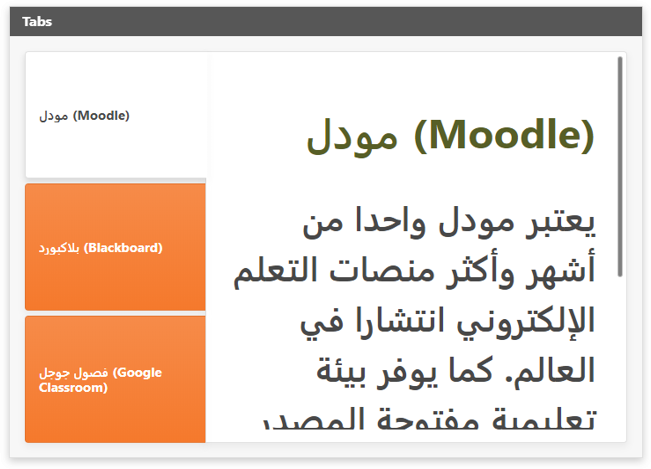 Tabs
مودل (Moodle)
بلاكبورد (Blackboard)
فصول جوجل (Google
Classroom)
مودل (Moodle)
يعتبر مودل واحدا من
أشهر وأكثر منصات التعلم
الإلكتروني انتشارا في
العالم. كما يوفر بيئة
تعليمية مفتوحة المصدر